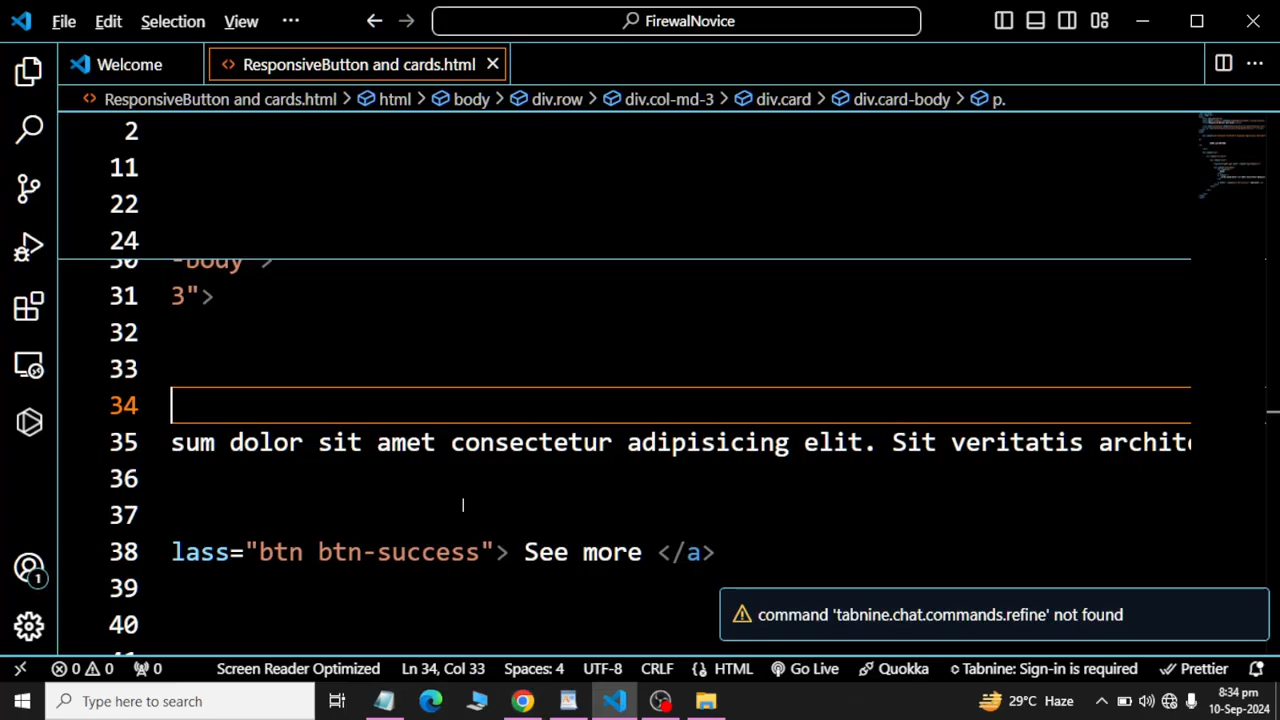 File Edit Selection View ··· FirewalNovice
Welcome ResponsiveButton and cards.html
ResponsiveButton and cards.html > html > body > div.row > div.col-md-3 > div.card > div.card-body > p.
2
11
22
24
30 -body >
31 3">
32
33
34
35 sum dolor sit amet consectetur adipisicing elit. Sit veritatis archite
36
37
38 lass="btn btn-success"> See more </a>
39
40
command 'tabnine.chat.commands.refine' not found
1
0 0 0 Screen Reader Optimized Ln 34, Col 33 Spaces: 4 UTF-8 CRLF HTML Go Live Quokka Tabnine: Sign-in is required Prettier
Type here to search 29°C Haze 8:34 pm
10-Sep-2024